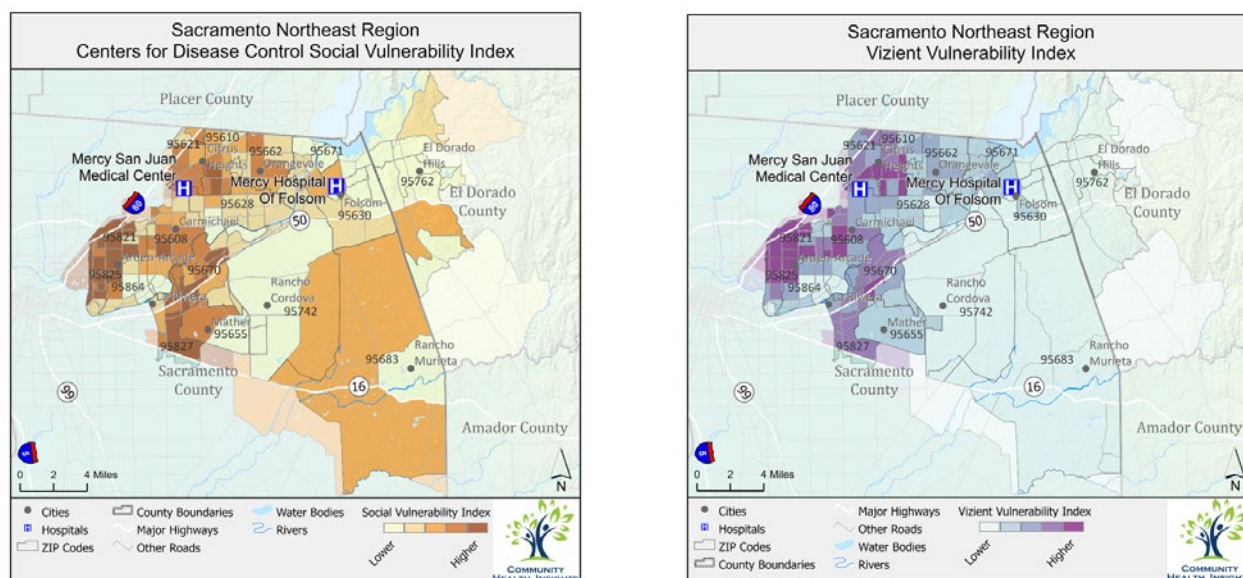 Sacramento Northeast Region
Centers for Disease Control Social Vulnerability Index
Placer County
95610
95621
Citrus
Heights
95662
Orangevale
95671
El Dorado
Hills
95762
Mercy San Juan
Medical Center
H
Mercy Hospital
Of Folsom
H
Folsom
95630
El Dorado
County
80
95628
50
Carmichael
95608
95821
Arden-Arcade
95825
95670
95864
La Riviera
Rancho
Cordova
95742
Mather
95655
95827
95683
Rancho
Murieta
Sacramento
County
16
99
Amador County
5
0 2 4 Miles
N
Cities
Hospitals
ZIP Codes
County Boundaries
Major Highways
Other Roads
Water Bodies
Rivers
Social Vulnerability Index
Lower
Higher
COMMUNITY
HEALTH INSIGHTS
Sacramento Northeast Region
Vizient Vulnerability Index
Placer County
95610
95621
Citrus
Heights
95662
Orangevale
95671
El Dorado
Hills
95762
Mercy San Juan
Medical Center
H
Mercy Hospital
Of Folsom
H
Folsom
95630
El Dorado
County
80
95628
50
Carmichael
95608
95821
Arden-Arcade
95825
95670
95864
La Riviera
Rancho
Cordova
95742
Mather
95655
95827
95683
Rancho
Murieta
Sacramento
County
16
99
Amador County
5
0 2 4 Miles
N
Cities
Hospitals
ZIP Codes
County Boundaries
Major Highways
Other Roads
Water Bodies
Rivers
Vizient Vulnerability Index
Lower
Higher
COMMUNITY
HEALTH INSIGHTS